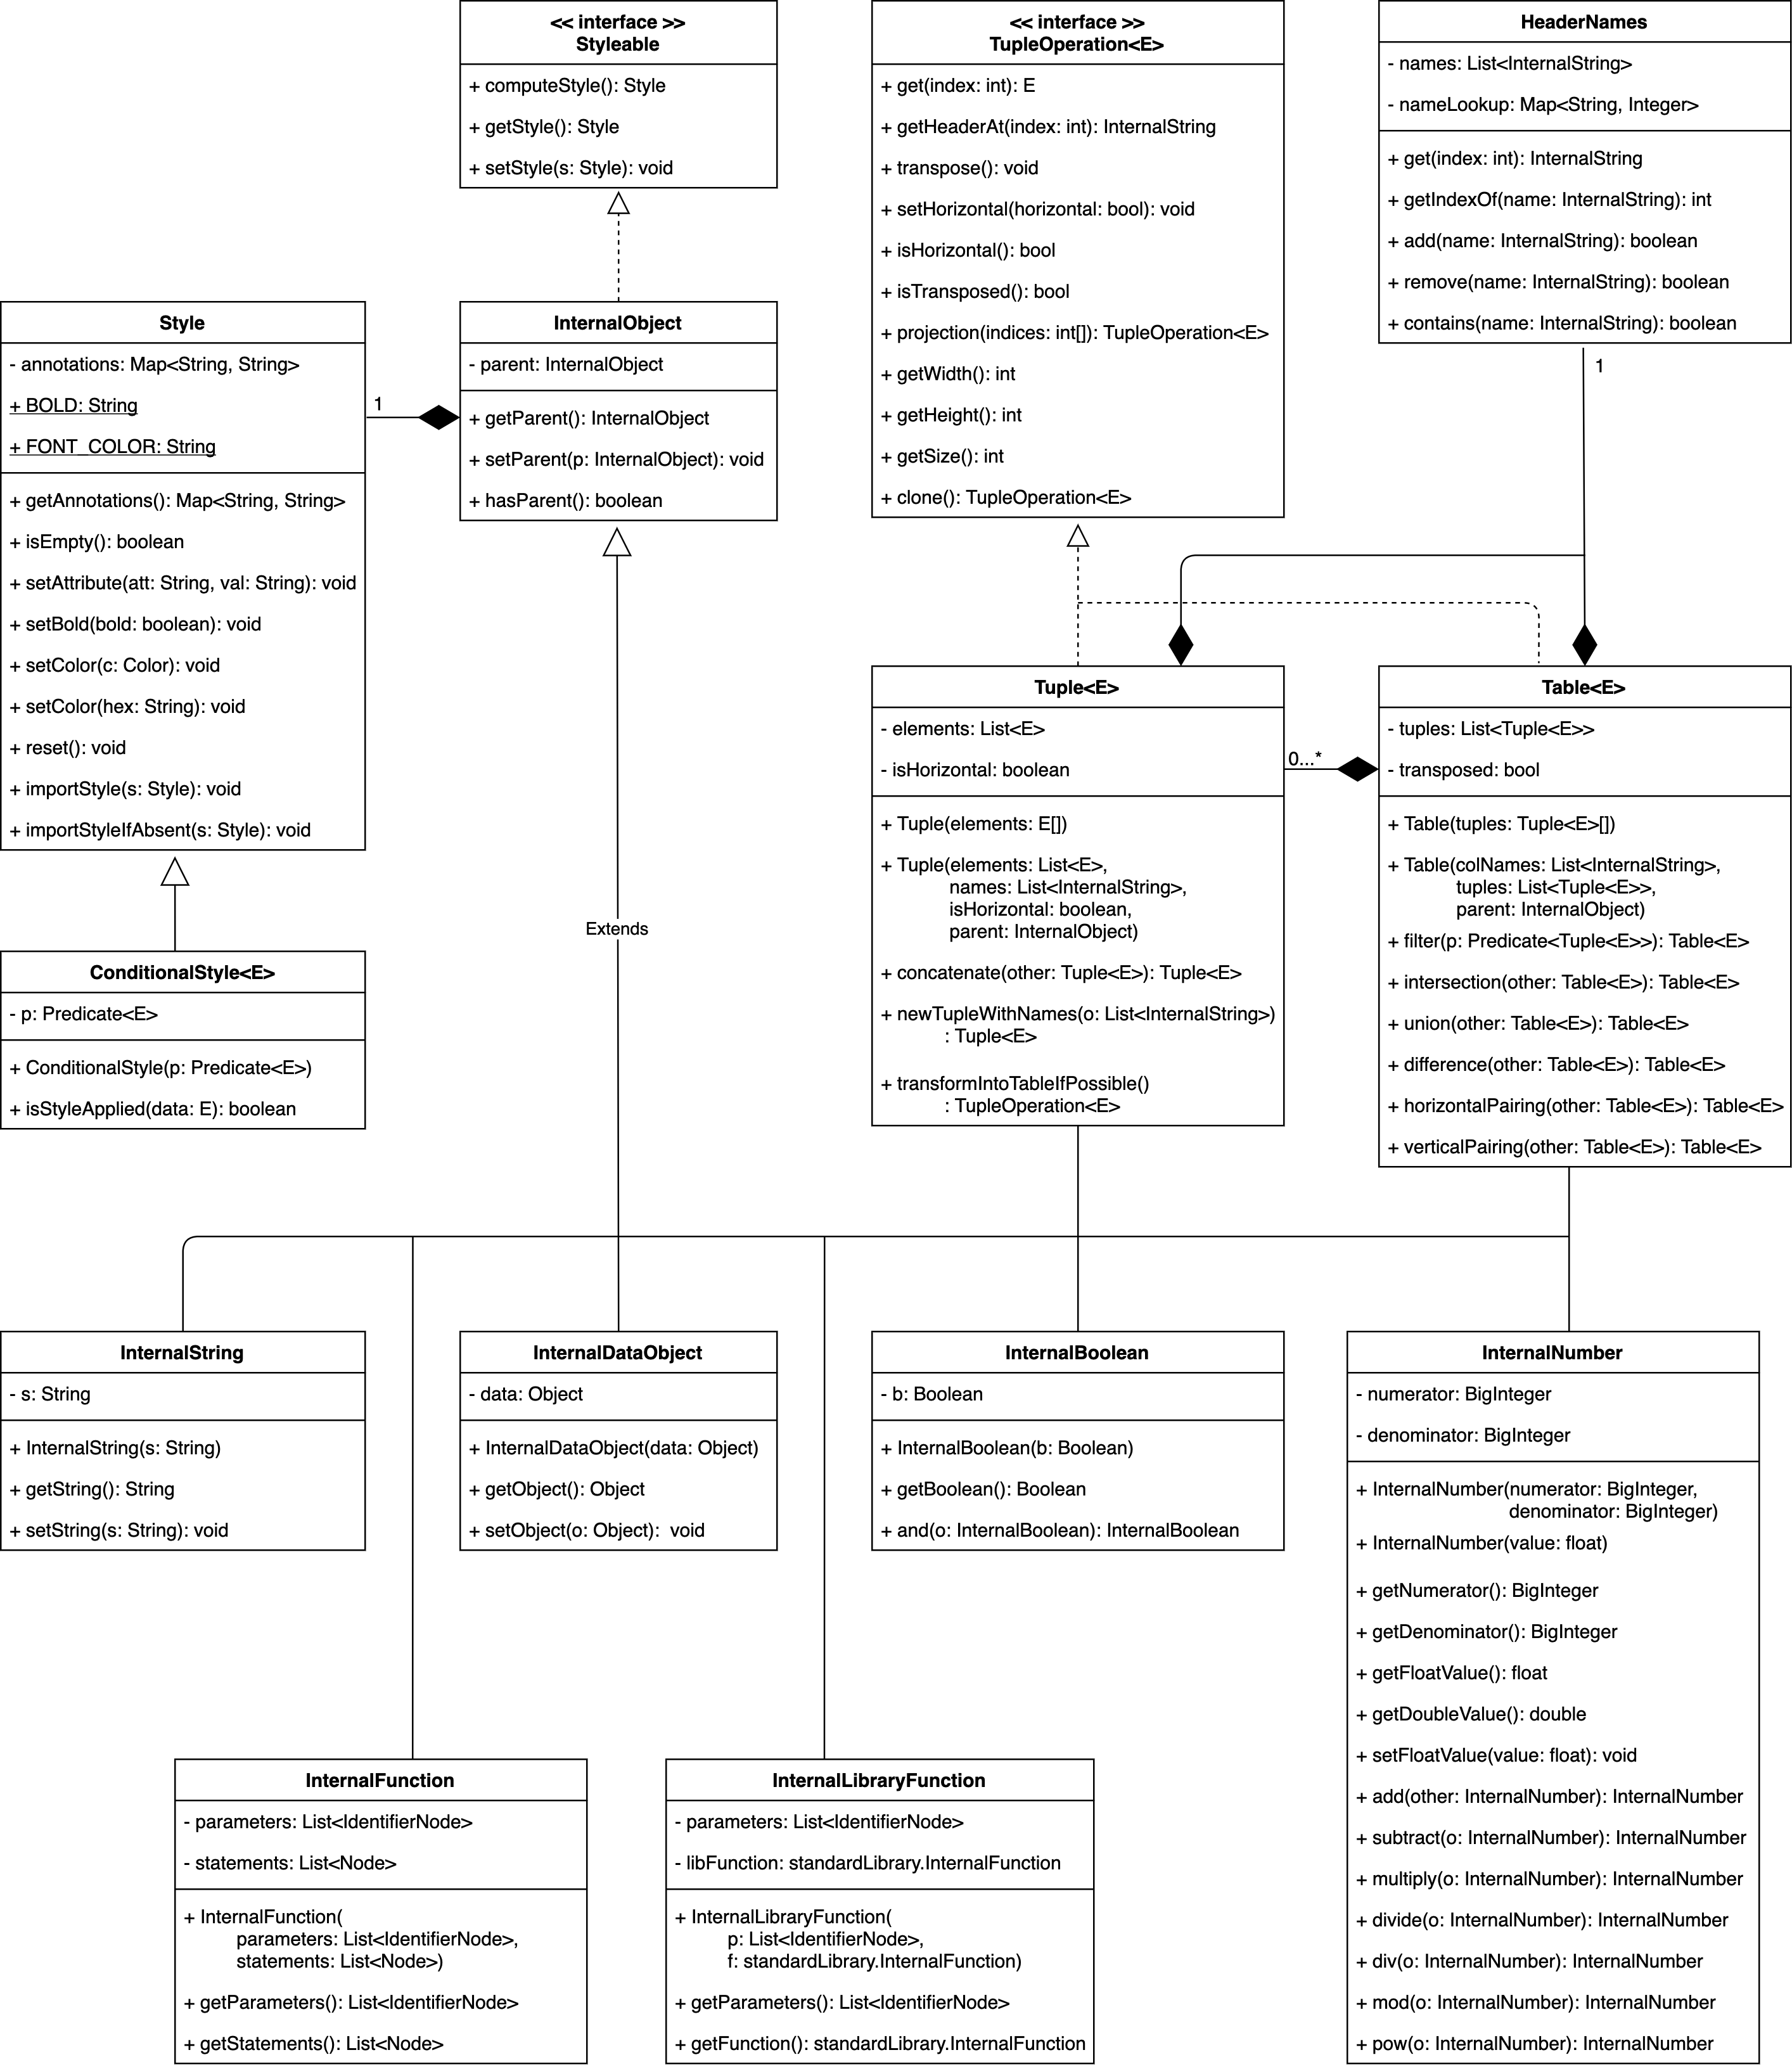 << interface >>
Styleable
+ computeStyle(): Style
+ getStyle(): Style
+ setStyle(s: Style): void
<< interface >>
TupleOperation<E>
+ get(index: int): E
+ getHeaderAt(index: int): InternalString
+ transpose(): void
+ setHorizontal(horizontal: bool): void
+ isHorizontal(): bool
+ isTransposed(): bool
+ projection(indices: int[]): TupleOperation<E>
+ getWidth(): int
+ getHeight(): int
+ getSize(): int
+ clone(): TupleOperation<E>
HeaderNames
- names: List<InternalString>
- nameLookup: Map<String, Integer>
+ get(index: int): InternalString
+ getIndexOf(name: InternalString): int
+ add(name: InternalString): boolean
+ remove(name: InternalString): boolean
+ contains(name: InternalString): boolean
1
Style
- annotations: Map<String, String>
+ BOLD: String
+ FONT_COLOR: String
+ getAnnotations(): Map<String, String>
+ isEmpty(): boolean
+ setAttribute(att: String, val: String): void
+ setBold(bold: boolean): void
+ setColor(c: Color): void
+ setColor(hex: String): void
+ reset(): void
+ importStyle(s: Style): void
+ importStyleIfAbsent(s: Style): void
1
InternalObject
- parent: InternalObject
+ getParent(): InternalObject
+ setParent(p: InternalObject): void
+ hasParent(): boolean
Extends
ConditionalStyle<E>
- p: Predicate<E>
+ ConditionalStyle(p: Predicate<E>)
+ isStyleApplied(data: E): boolean
Tuple<E>
- elements: List<E>
- isHorizontal: boolean
+ Tuple(elements: E[])
+ Tuple(elements: List<E>,
names: List<InternalString>,
isHorizontal: boolean,
parent: InternalObject)
+ concatenate(other: Tuple<E>): Tuple<E>
+ newTupleWithNames(o: List<InternalString>)
: Tuple<E>
+ transformIntoTableIfPossible()
: TupleOperation<E>
0...*
Table<E>
- tuples: List<Tuple<E>>
- transposed: bool
+ Table(tuples: Tuple<E>[])
+ Table(colNames: List<InternalString>,
tuples: List<Tuple<E>>,
parent: InternalObject)
+ filter(p: Predicate<Tuple<E>>): Table<E>
+ intersection(other: Table<E>): Table<E>
+ union(other: Table<E>): Table<E>
+ difference(other: Table<E>): Table<E>
+ horizontalPairing(other: Table<E>): Table<E>
+ verticalPairing(other: Table<E>): Table<E>
InternalString
- s: String
+ InternalString(s: String)
+ getString(): String
+ setString(s: String): void
InternalDataObject
- data: Object
+ InternalDataObject(data: Object)
+ getObject(): Object
+ setObject(o: Object): void
InternalBoolean
- b: Boolean
+ InternalBoolean(b: Boolean)
+ getBoolean(): Boolean
+ and(o: InternalBoolean): InternalBoolean
InternalNumber
- numerator: BigInteger
- denominator: BigInteger
+ InternalNumber(numerator: BigInteger,
denominator: BigInteger)
+ InternalNumber(value: float)
+ getNumerator(): BigInteger
+ getDenominator(): BigInteger
+ getFloatValue(): float
+ getDoubleValue(): double
+ setFloatValue(value: float): void
+ add(other: InternalNumber): InternalNumber
+ subtract(o: InternalNumber): InternalNumber
+ multiply(o: InternalNumber): InternalNumber
+ divide(o: InternalNumber): InternalNumber
+ div(o: InternalNumber): InternalNumber
+ mod(o: InternalNumber): InternalNumber
+ pow(o: InternalNumber): InternalNumber
InternalFunction
- parameters: List<IdentifierNode>
- statements: List<Node>
+ InternalFunction(
parameters: List<IdentifierNode>,
statements: List<Node>)
+ getParameters(): List<IdentifierNode>
+ getStatements(): List<Node>
InternalLibraryFunction
- parameters: List<IdentifierNode>
- libFunction: standardLibrary.InternalFunction
+ InternalLibraryFunction(
p: List<IdentifierNode>,
f: standardLibrary.InternalFunction)
+ getParameters(): List<IdentifierNode>
+ getFunction(): standardLibrary.InternalFunction